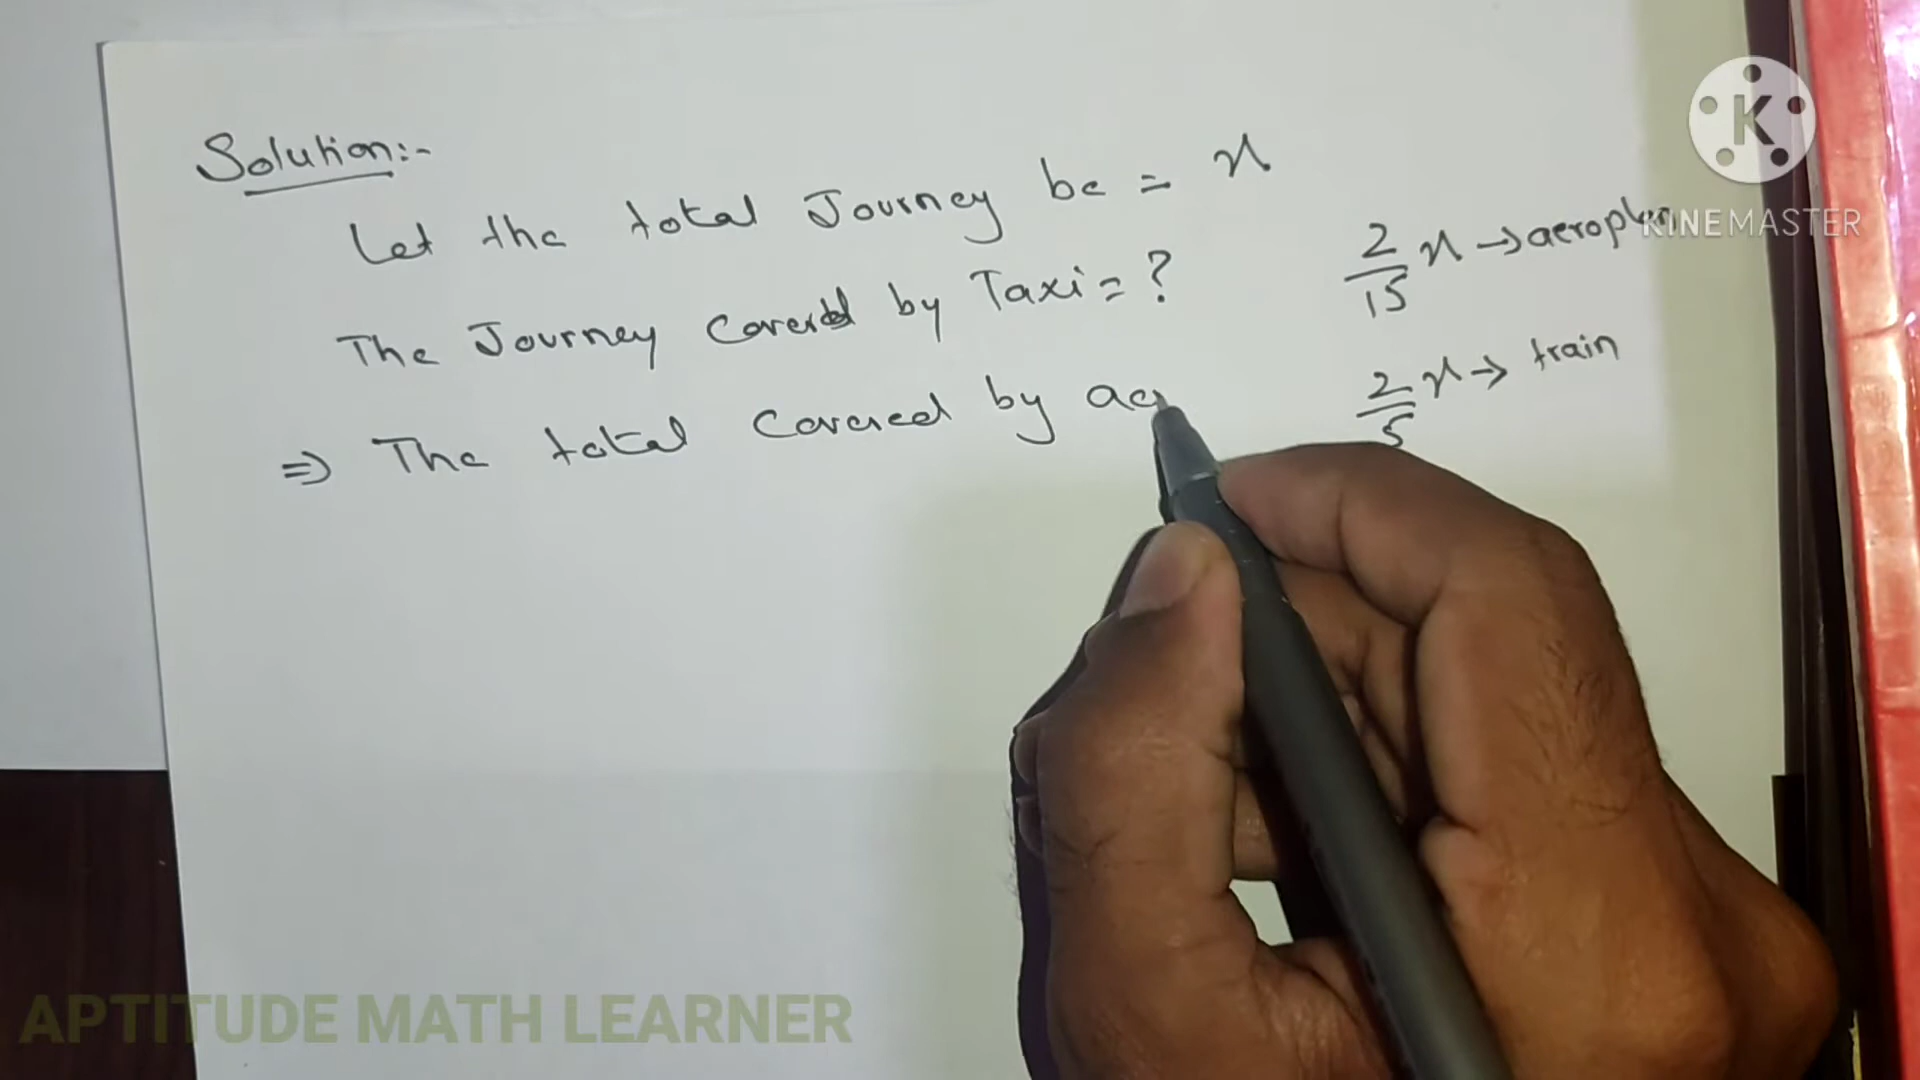 Solution:-
Let the total Journey be = x
The Journey Covered by Taxi = ?
⇒ The total Covered by ae
2/15 x → aeroplan
2/5 x → train
K
KINEMASTER
APTITUDE MATH LEARNER